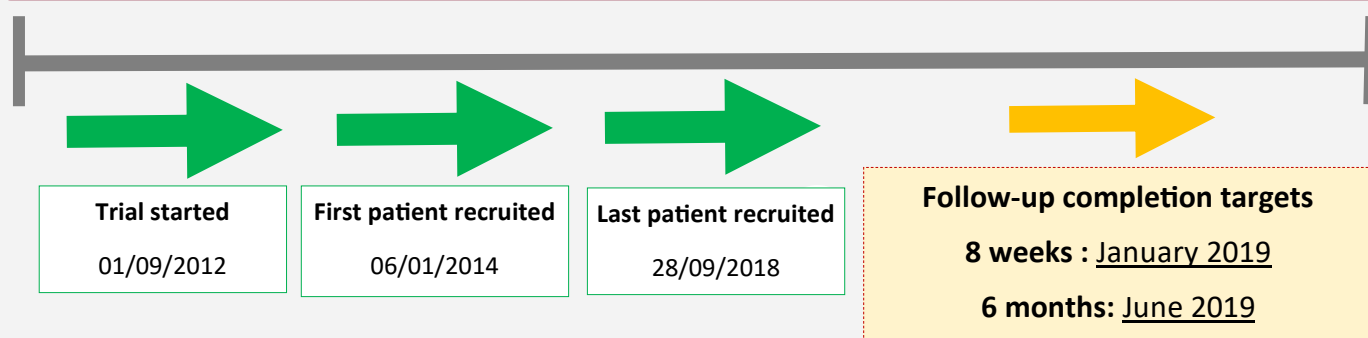 Trial started
01/09/2012
First patient recruited
06/01/2014
Last patient recruited
28/09/2018
Follow-up completion targets
8 weeks : January 2019
6 months: June 2019